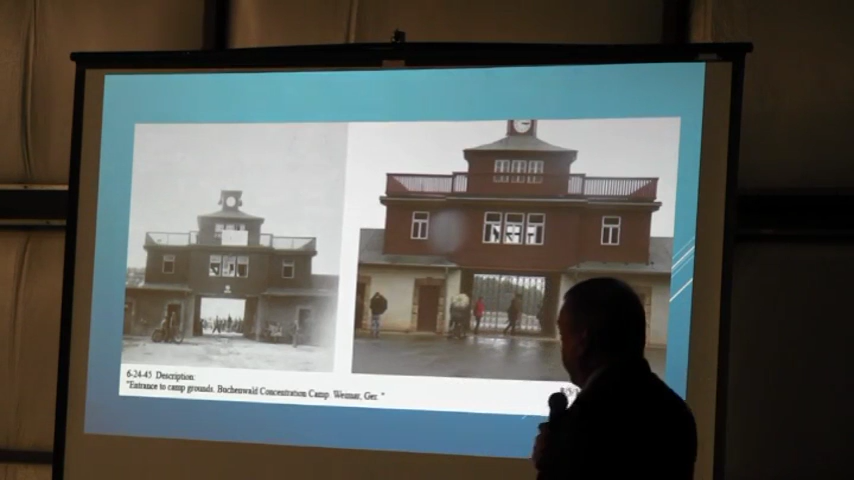 6-24-45 Description:
"Entrance to camp grounds. Buchenwald Concentration Camp. Weimar, Ger. "